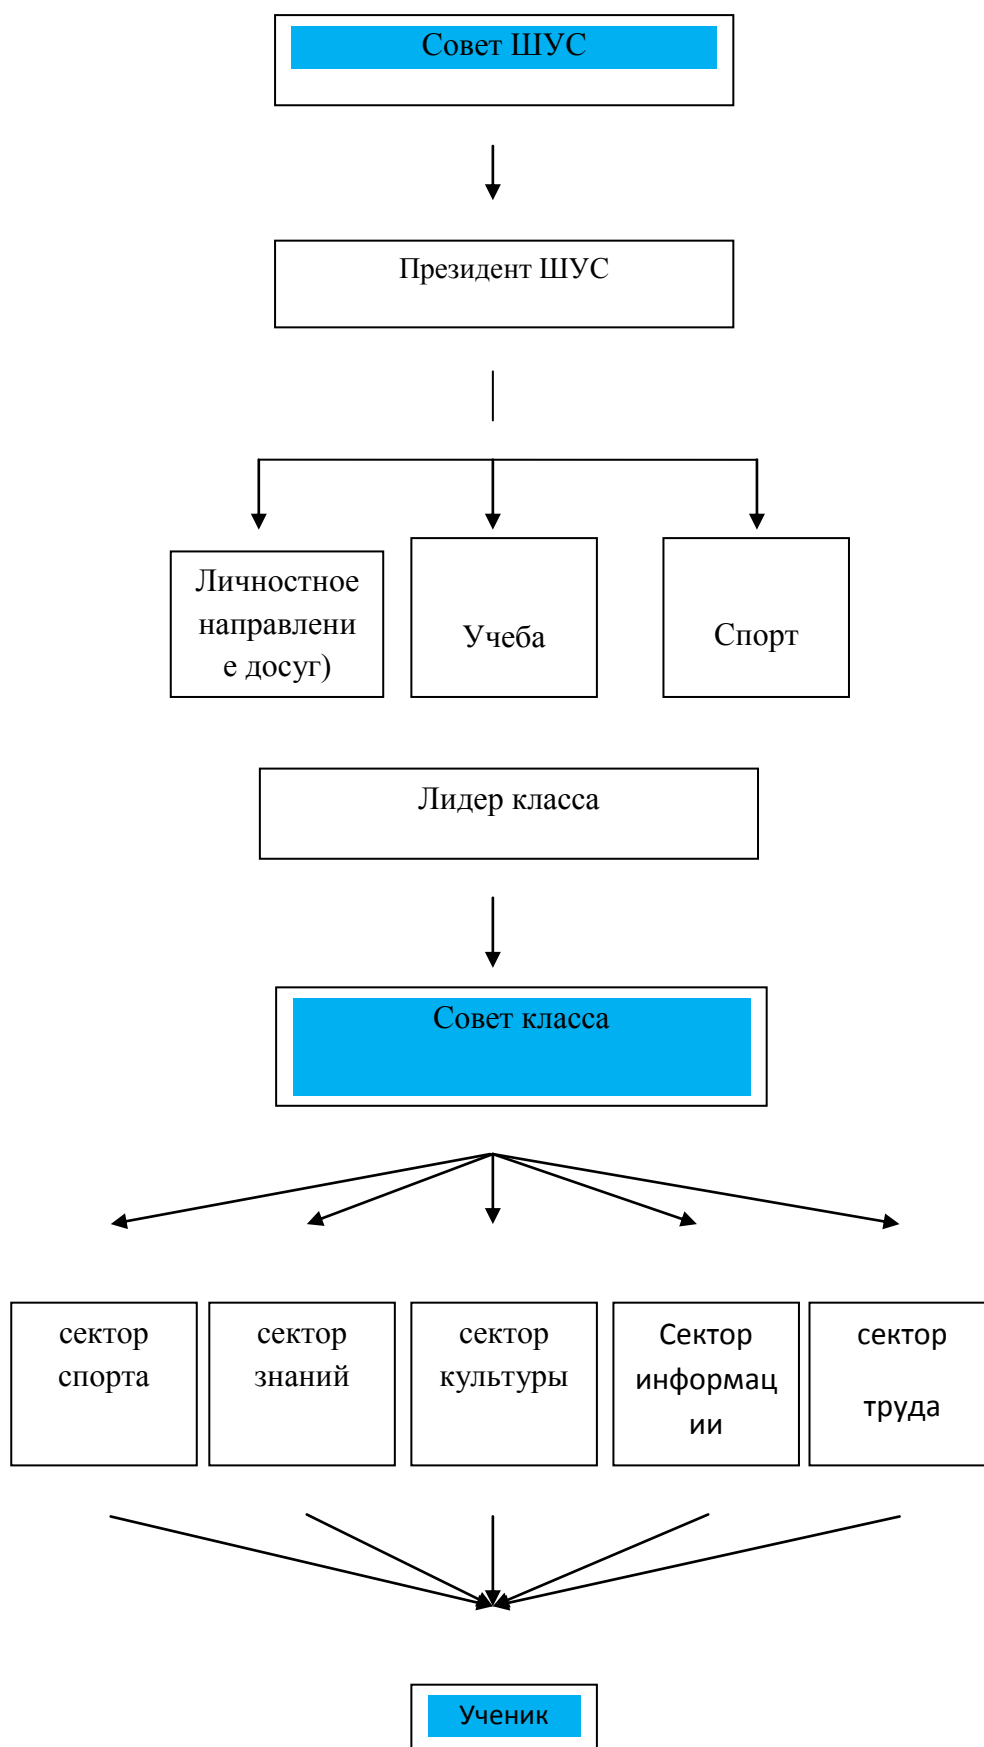 Совет ШУС
Президент ШУС
Личностное
направлени
е досуг)
Учеба
Спорт
Лидер класса
Совет класса
сектор
спорта
сектор
знаний
сектор
культуры
Сектор
информац
ии
сектор
труда
Ученик